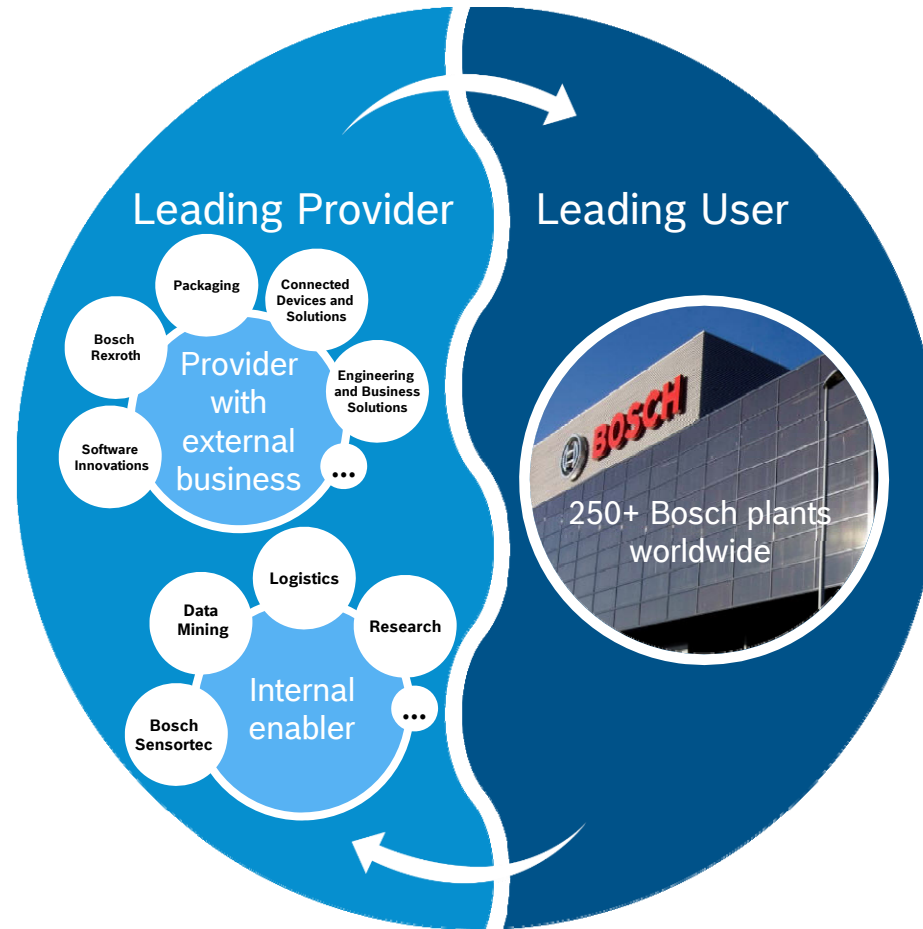 Leading Provider
Leading User
Packaging
Connected
Devices and
Solutions
Bosch
Rexroth
Provider
with
external
business
Engineering
and Business
Solutions
Software
Innovations
...
BOSCH
250+ Bosch plants
worldwide
Logistics
Data
Mining
Research
Internal
enabler
...
Bosch
Sensortec